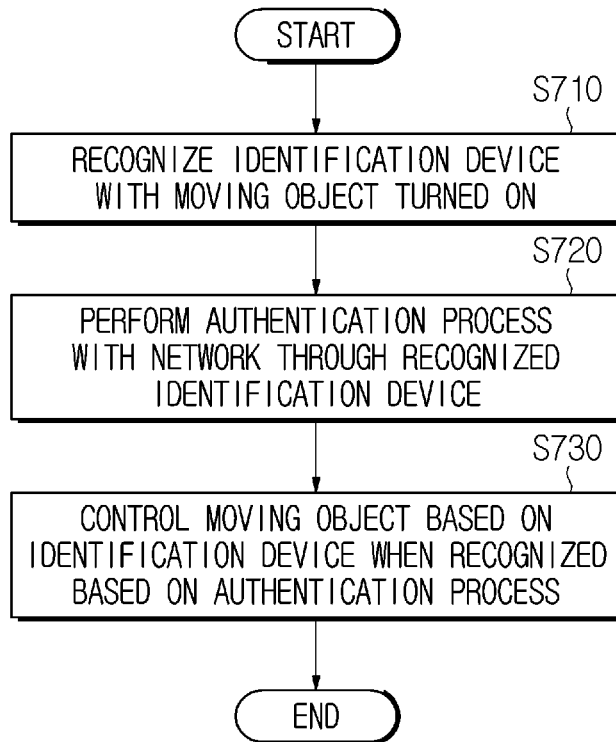 START
S710
RECOGNIZE IDENTIFICATION DEVICE
WITH MOVING OBJECT TURNED ON
S720
PERFORM AUTHENTICATION PROCESS
WITH NETWORK THROUGH RECOGNIZED
IDENTIFICATION DEVICE
S730
CONTROL MOVING OBJECT BASED ON
IDENTIFICATION DEVICE WHEN RECOGNIZED
BASED ON AUTHENTICATION PROCESS
END